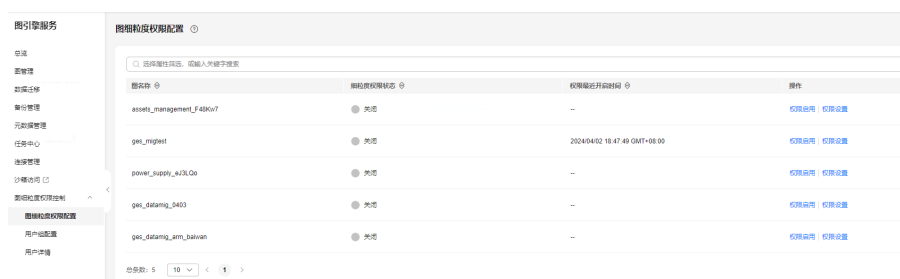 图引擎服务
图细粒度权限配置
总览
图管理
数据迁移
备份管理
元数据管理
任务中心
连接管理
沙箱访问
图细粒度权限控制
图细粒度权限配置
用户组配置
用户详情
选择属性筛选，或输入关键字搜索
图名称 细粒度权限状态 权限最近开启时间 操作
assets_management_F48Kw7 关闭 -- 权限启用 权限设置
ges_migtest 关闭 2024/04/02 18:47:49 GMT+08:00 权限启用 权限设置
power_supply_eJ3LQo 关闭 -- 权限启用 权限设置
ges_datamig_0403 关闭 -- 权限启用 权限设置
ges_datamig_arm_baiwan 关闭 -- 权限启用 权限设置
总条数: 5 10 < 1 >